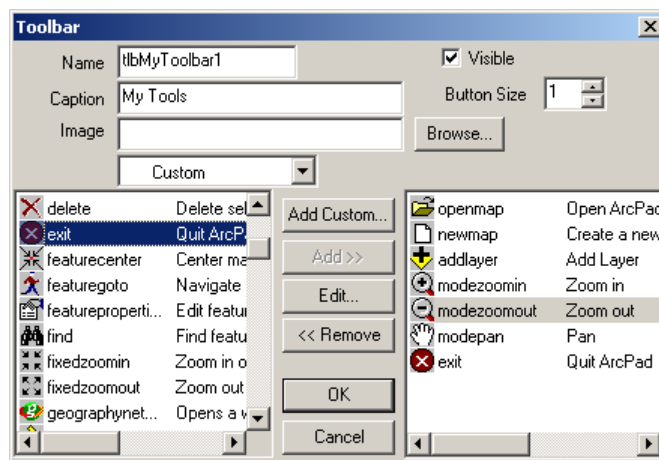 Toolbar
Name tlbMyToolbar1 Visible
Caption My Tools Button Size 1
Image Browse...
Custom
delete Delete sel
exit Quit ArcP
featurecenter Center ma
featuregoto Navigate
featureproperti... Edit featur
find Find featu
fixedzoomin Zoom in o
fixedzoomout Zoom out
geographynet... Opens a w
Add Custom...
Add >>
Edit...
<< Remove
OK
Cancel
openmap Open ArcPad
newmap Create a new
addlayer Add Layer
modezoomin Zoom in
modezoomout Zoom out
modepan Pan
exit Quit ArcPad